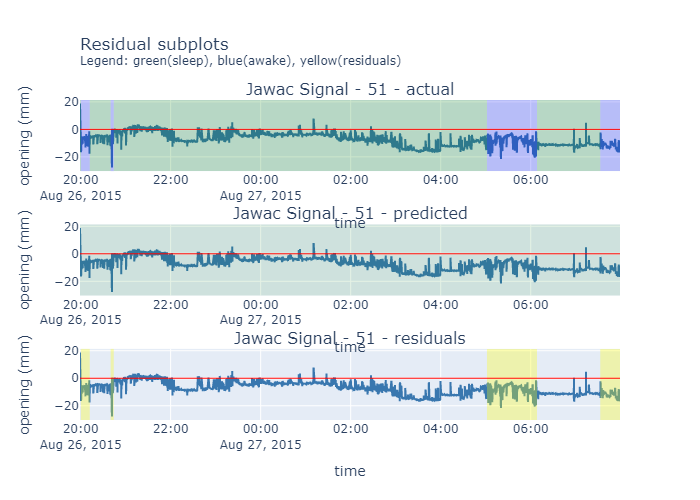 Residual subplots
Legend: green(sleep), blue(awake), yellow(residuals)
Jawac Signal - 51 - actual
opening (mm)
20
0
−20
20:00 22:00 00:00 02:00 04:00 06:00
Aug 26, 2015 Aug 27, 2015
time
Jawac Signal - 51 - predicted
opening (mm)
20
0
−20
20:00 22:00 00:00 02:00 04:00 06:00
Aug 26, 2015 Aug 27, 2015
time
Jawac Signal - 51 - residuals
opening (mm)
20
0
−20
20:00 22:00 00:00 02:00 04:00 06:00
Aug 26, 2015 Aug 27, 2015
time